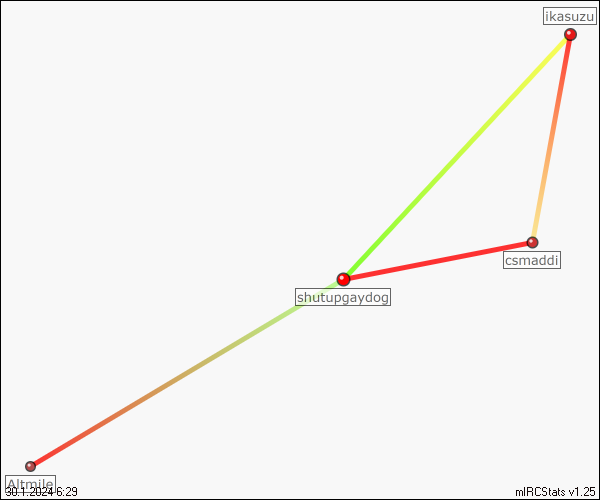 ikasuzu
csmaddi
shutupgaydog
Altmile
30.1.2024 6:29
mIRCStats v1.25